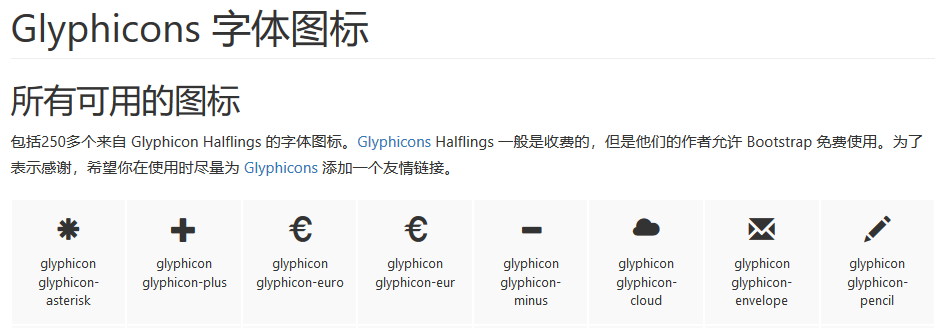 Glyphicons 字体图标
所有可用的图标
包括250多个来自 Glyphicon Halflings 的字体图标。Glyphicons Halflings 一般是收费的，但是他们的作者允许 Bootstrap 免费使用。为了
表示感谢，希望你在使用时尽量为 Glyphicons 添加一个友情链接。
glyphicon glyphicon glyphicon glyphicon glyphicon glyphicon glyphicon glyphicon
glyphicon- glyphicon-plus glyphicon-euro glyphicon-eur glyphicon- glyphicon- glyphicon- glyphicon-
asterisk minus cloud envelope pencil